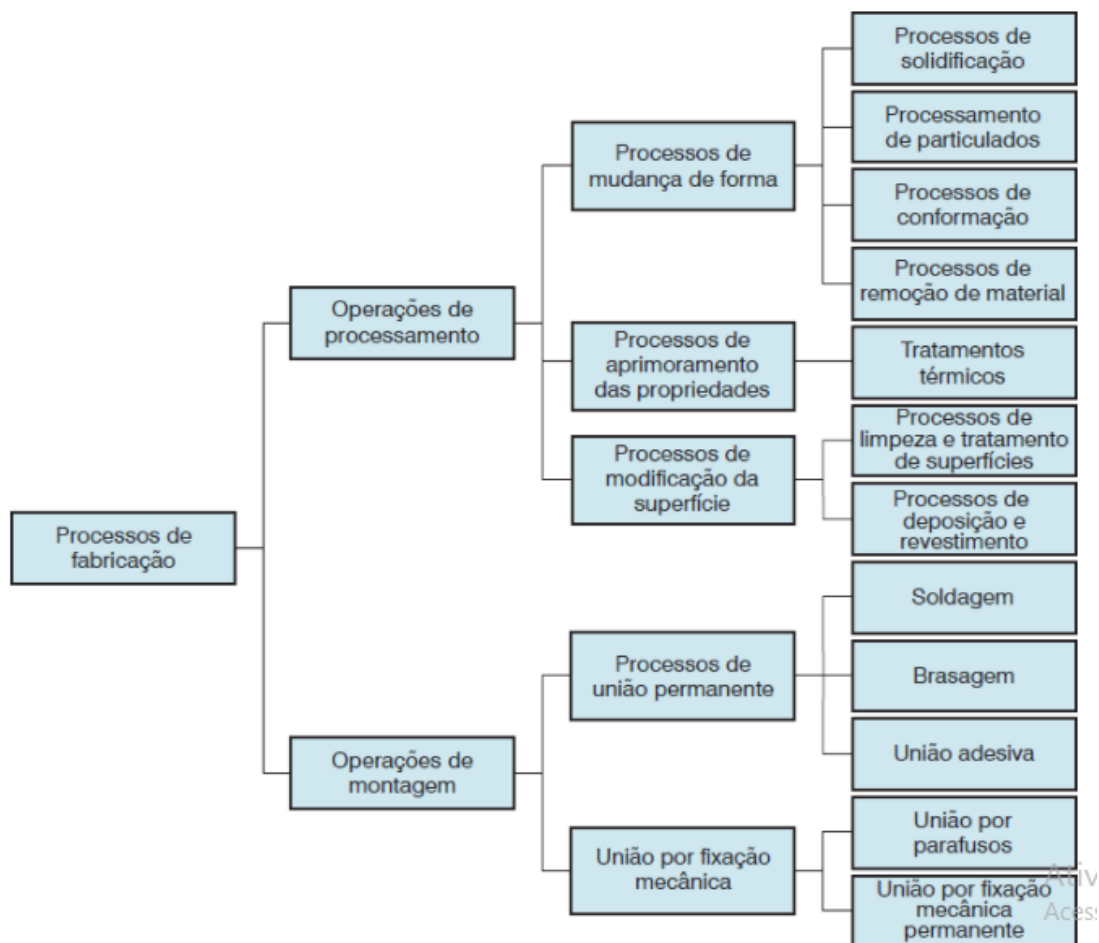 Processos de
fabricação
Operações de
processamento
Processos de
mudança de forma
Processos de
solidificação
Processamento
de particulados
Processos de
conformação
Processos de
remoção de material
Processos de
aprimoramento
das propriedades
Tratamentos
térmicos
Processos de
modificação da
superfície
Processos de
limpeza e tratamento
de superfícies
Processos de
deposição e
revestimento
Operações de
montagem
Processos de
união permanente
Soldagem
Brasagem
União adesiva
União por fixação
mecânica
União por
parafusos
União por fixação
mecânica
permanente